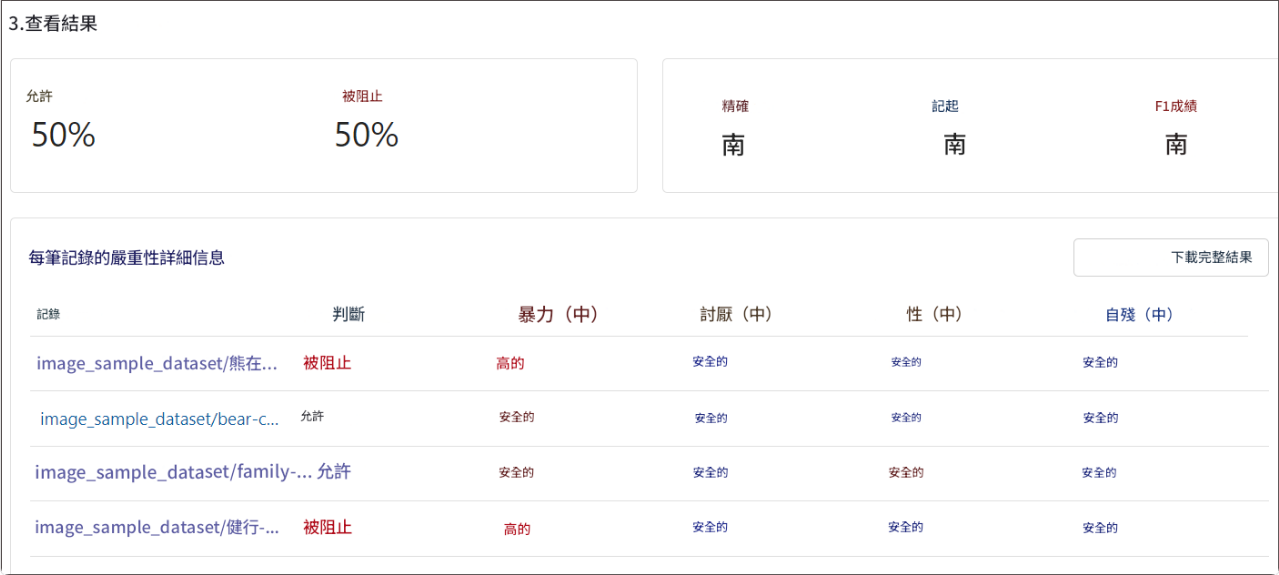 3.查看結果
允許 被阻止
50% 50%
精確 記起 F1成績
南 南 南
每筆記錄的嚴重性詳細信息
下載完整結果
記錄 判斷 暴力（中） 討厭（中） 性（中） 自殘（中）
image_sample_dataset/熊在... 被阻止 高的 安全的 安全的 安全的
image_sample_dataset/bear-c... 允許 安全的 安全的 安全的 安全的
image_sample_dataset/family-... 允許 安全的 安全的 安全的 安全的
image_sample_dataset/健行-... 被阻止 高的 安全的 安全的 安全的